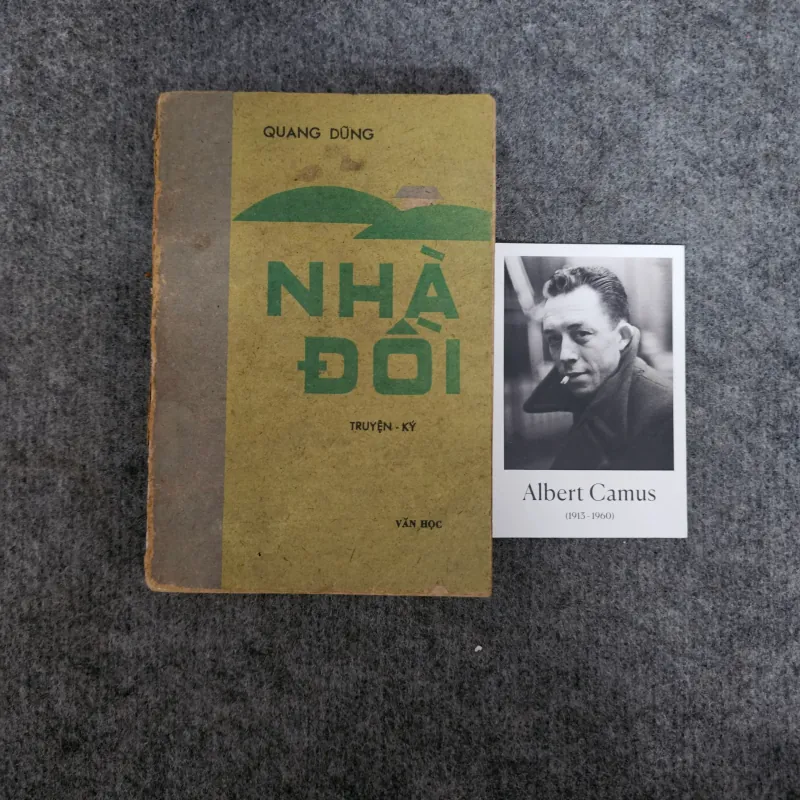 QUANG DŨNG
NHÀ
ĐỒI
TRUYỆN - KÝ
VĂN HỌC
Albert Camus
(1913 - 1960)